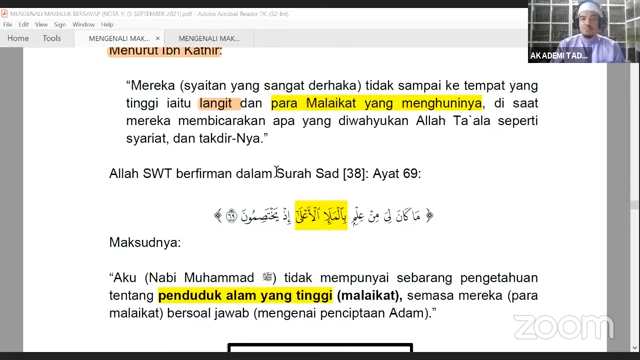 MENGENALI MAKHLUK BERSAYAP (NOTA 1) (5 SEPTEMBER 2021).pdf - Adobe Acrobat Reader DC (32-bit)
File Edit View Sign Window Help
Home Tools MENGENALI MAK... × MENGENALI MAK...
AKADEMI TAD...
Menurut Ibn Kathir:
“Mereka (syaitan yang sangat derhaka) tidak sampai ke tempat yang
tinggi iaitu langit dan para Malaikat yang menghuninya, di saat
mereka membicarakan apa yang diwahyukan Allah Ta`ala seperti
syariat, dan takdir-Nya.”
Allah SWT berfirman dalam Surah Sad [38]: Ayat 69:
﴿ مَا كَانَ لِيَ مِنْ عِلْمٍۭ بِٱلْمَلَإِ ٱلْأَعْلَىٰٓ إِذْ يَخْتَصِمُونَ ٦٩ ﴾
Maksudnya:
“Aku (Nabi Muhammad ﷺ) tidak mempunyai sebarang pengetahuan
tentang penduduk alam yang tinggi (malaikat), semasa mereka (para
malaikat) bersoal jawab (mengenai penciptaan Adam).”
zoom